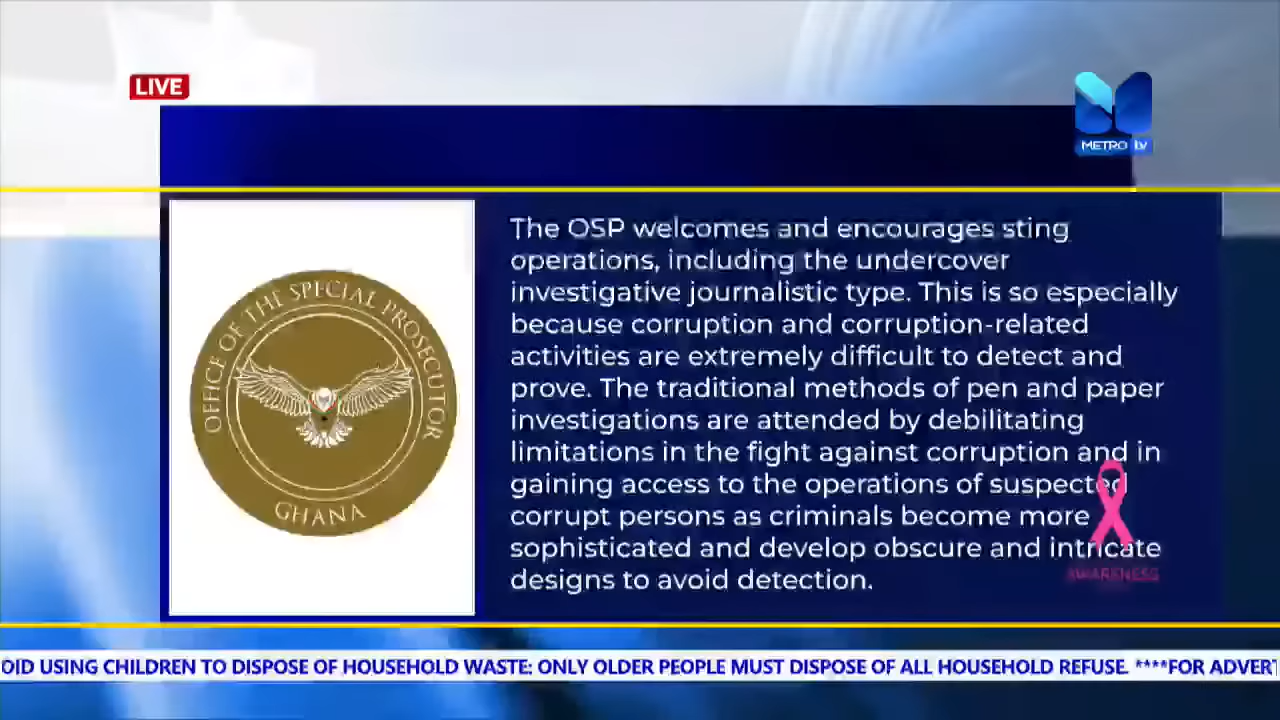 LIVE
METRO tv
OFFICE OF THE SPECIAL PROSECUTOR
GHANA
The OSP welcomes and encourages sting
operations, including the undercover
investigative journalistic type. This is so especially
because corruption and corruption-related
activities are extremely difficult to detect and
prove. The traditional methods of pen and paper
investigations are attended by debilitating
limitations in the fight against corruption and in
gaining access to the operations of suspected
corrupt persons as criminals become more
sophisticated and develop obscure and intricate
designs to avoid detection.
AWARENESS
OID USING CHILDREN TO DISPOSE OF HOUSEHOLD WASTE: ONLY OLDER PEOPLE MUST DISPOSE OF ALL HOUSEHOLD REFUSE. ****FOR ADVERT